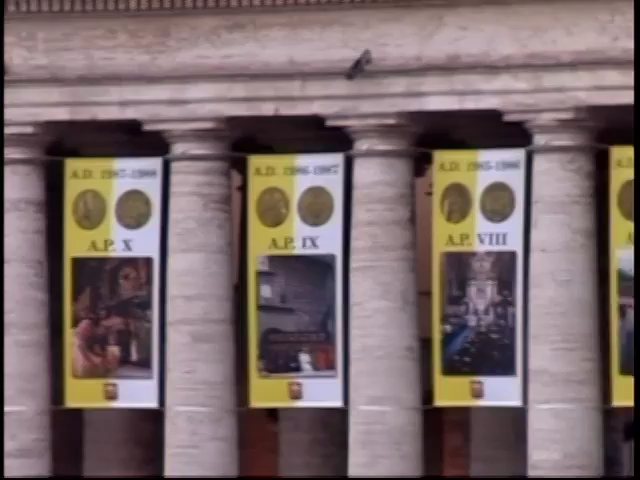 A.D. 1987-1988
A.P. X
A.D. 1986-1987
A.P. IX
A.D. 1985-1986
A.P. VIII